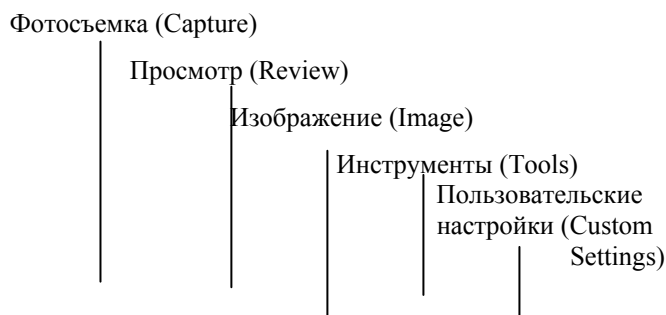 Фотосъемка (Capture)
Просмотр (Review)
Изображение (Image)
Инструменты (Tools)
Пользовательские
настройки (Custom
Settings)